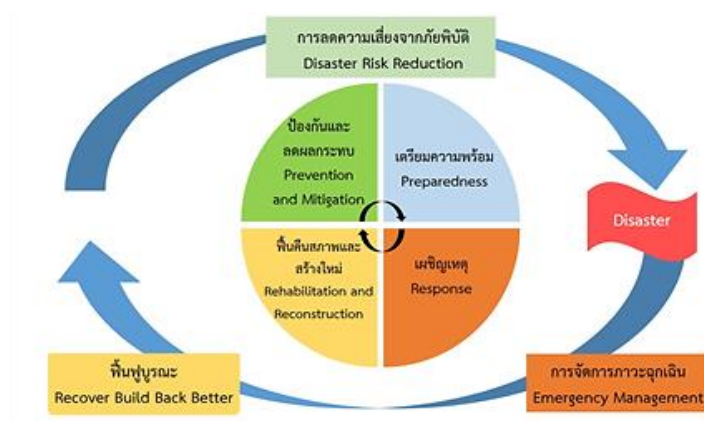 การลดความเสี่ยงจากภัยพิบัติ
Disaster Risk Reduction
ป้องกันและ
ลดผลกระทบ
Prevention
and Mitigation
เตรียมความพร้อม
Preparedness
Disaster
ฟื้นคืนสภาพและ
สร้างใหม่
Rehabilitation and
Reconstruction
เผชิญเหตุ
Response
ฟื้นฟูบูรณะ
Recover Build Back Better
การจัดการภาวะฉุกเฉิน
Emergency Management